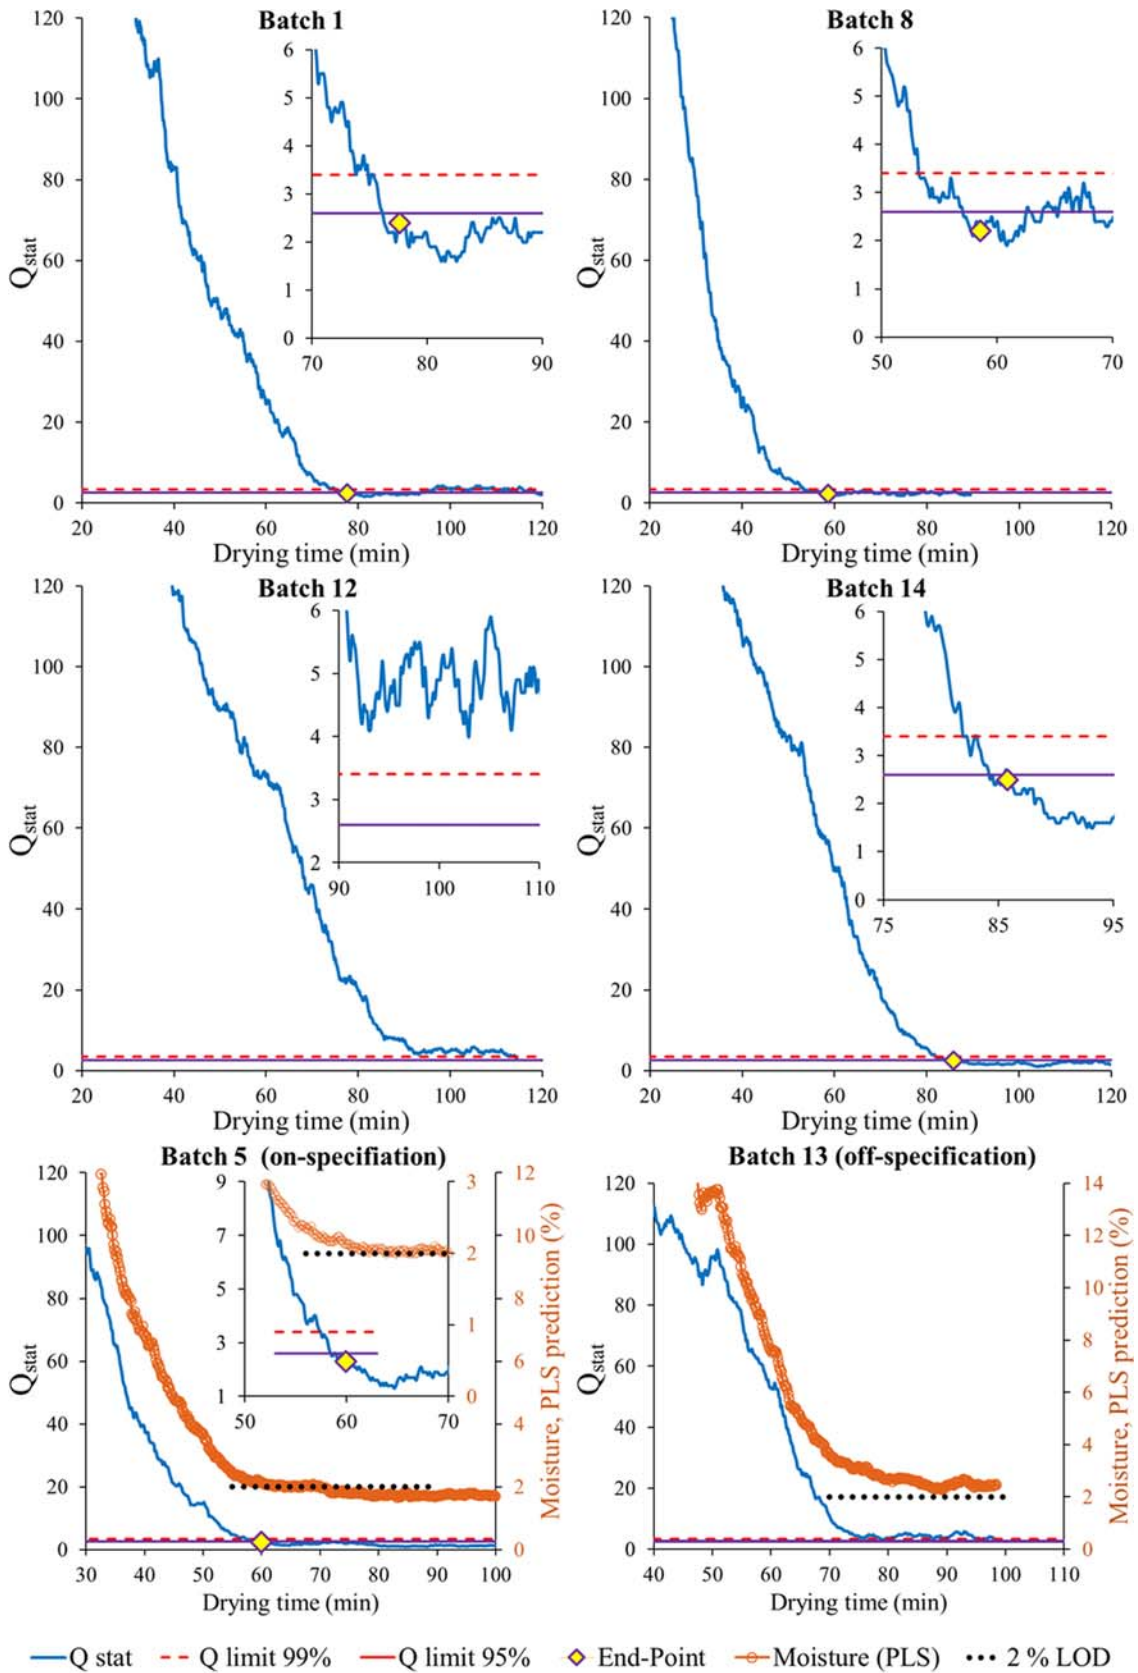 Batch 1
120
100
80
60
40
20
0
Qstat
6
5
4
3
2
1
0
70 80 90
20 40 60 80 100 120
Drying time (min)
Batch 8
120
100
80
60
40
20
0
Qstat
6
5
4
3
2
1
0
50 60 70
20 40 60 80 100 120
Drying time (min)
Batch 12
120
100
80
60
40
20
0
Qstat
6
5
4
3
2
90 100 110
20 40 60 80 100 120
Drying time (min)
Batch 14
120
100
80
60
40
20
0
Qstat
6
5
4
3
2
1
0
75 85 95
20 40 60 80 100 120
Drying time (min)
Batch 5 (on-specifiation)
120
100
80
60
40
20
0
Qstat
9
7
5
3
1
3
2
1
0
50 60 70
12
10
8
6
4
2
0
Moisture, PLS prediction (%)
30 40 50 60 70 80 90 100
Drying time (min)
Batch 13 (off-specification)
120
100
80
60
40
20
0
Qstat
14
12
10
8
6
4
2
0
Moisture, PLS prediction (%)
40 50 60 70 80 90 100 110
Drying time (min)
Q stat Q limit 99% Q limit 95% End-Point Moisture (PLS) 2 % LOD